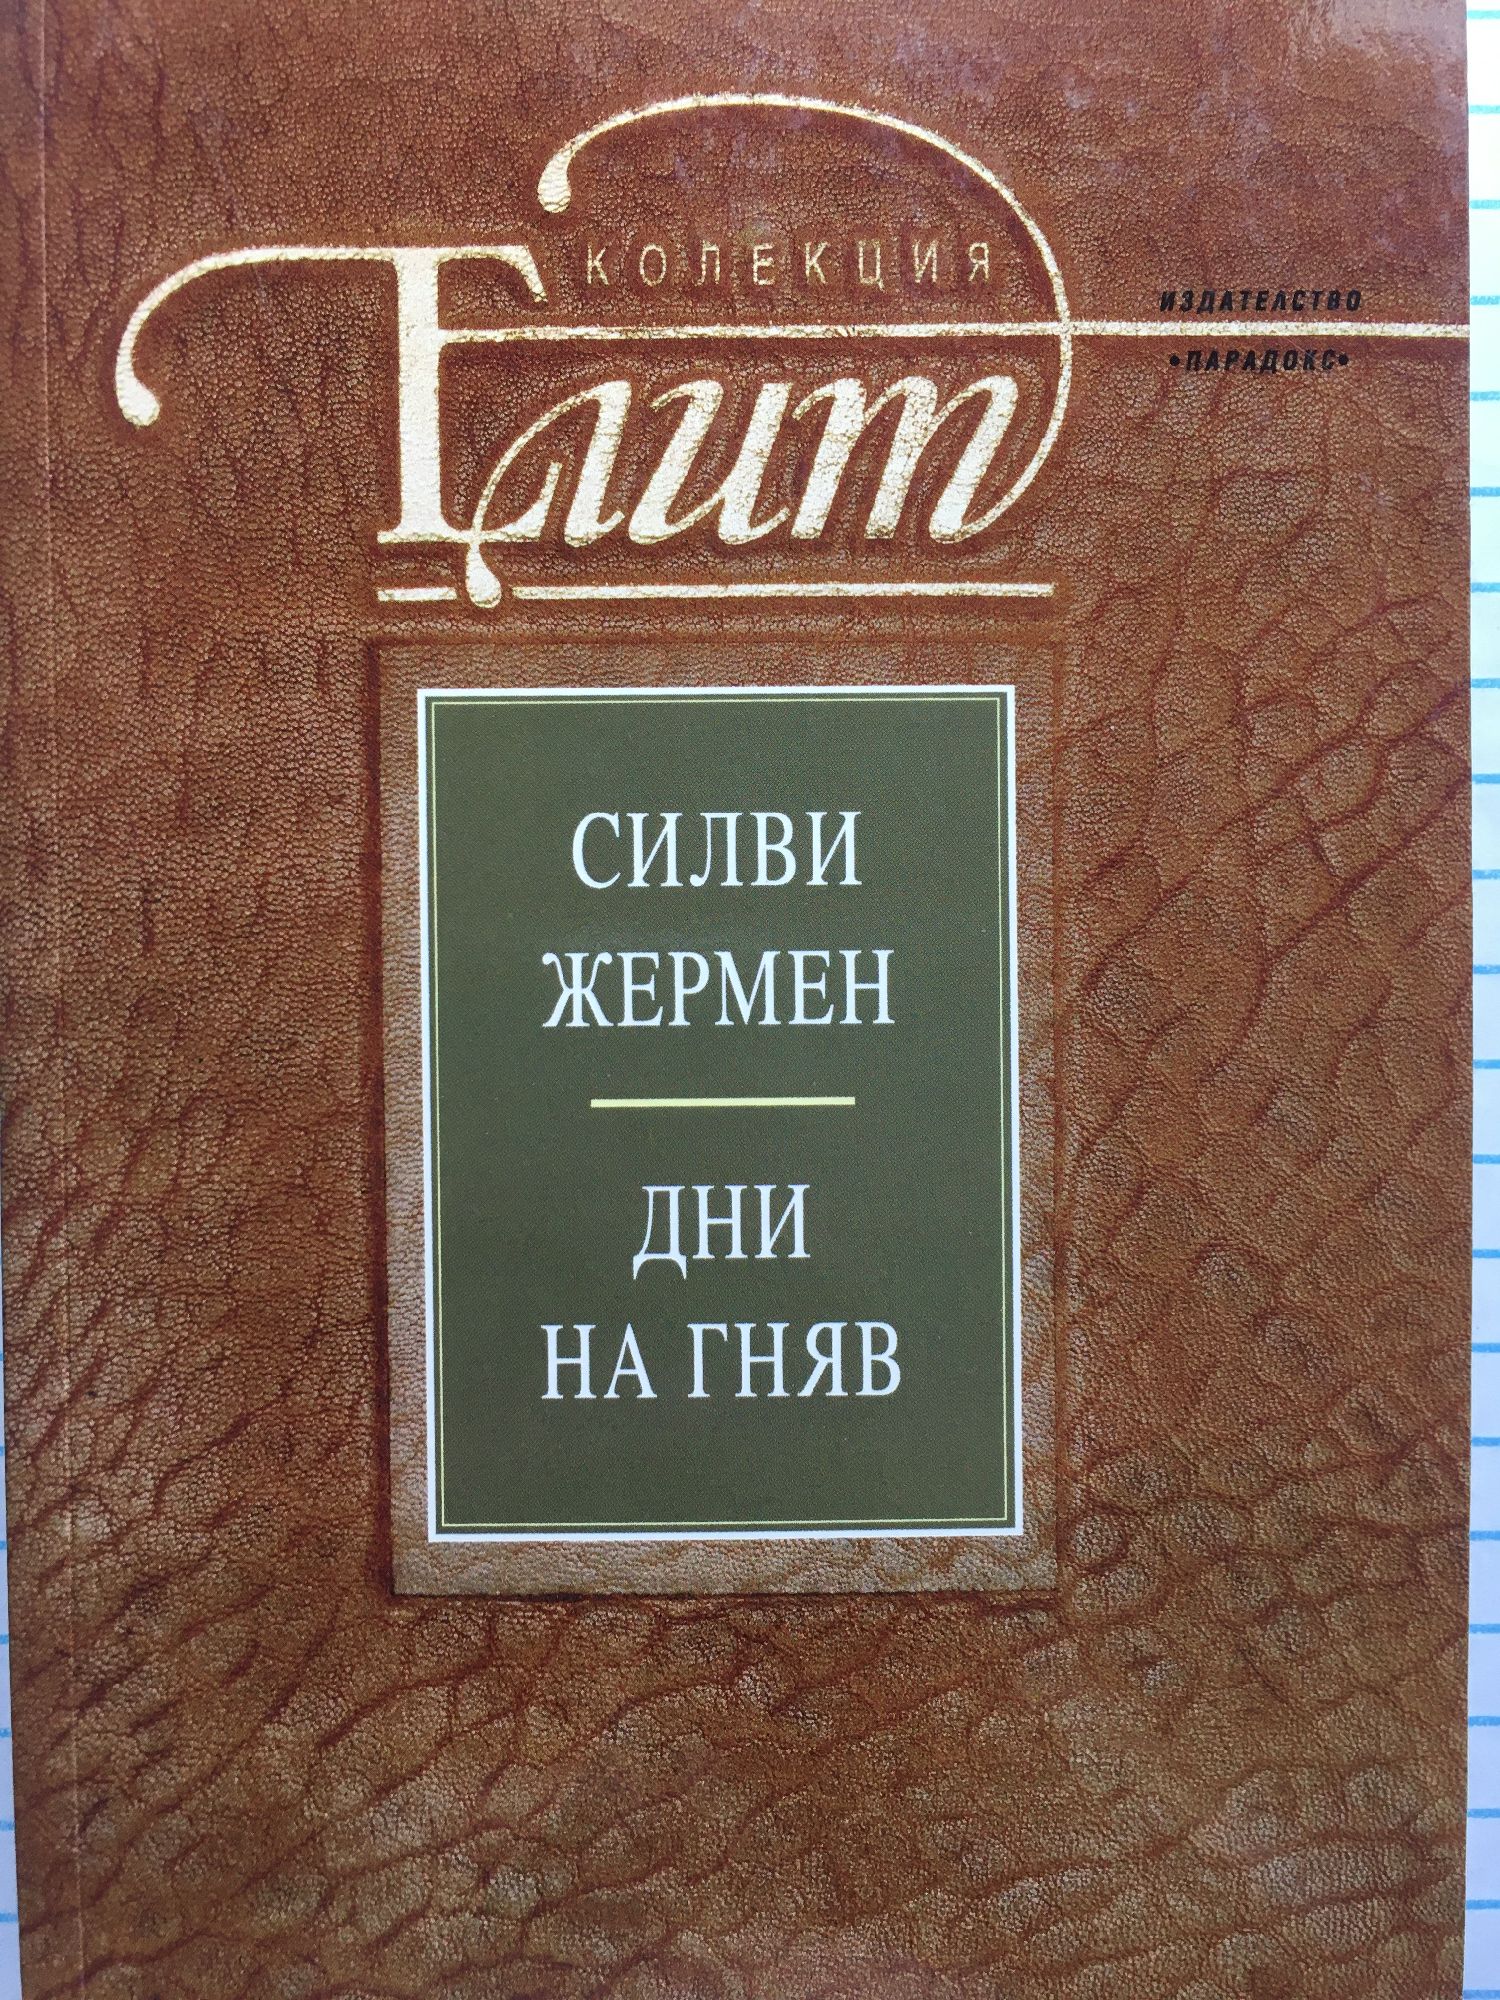 КОЛЕКЦИЯ
Елит
ИЗДАТЕЛСТВО
•ПАРАДОКС•
СИЛВИ
ЖЕРМЕН
ДНИ
НА ГНЯВ